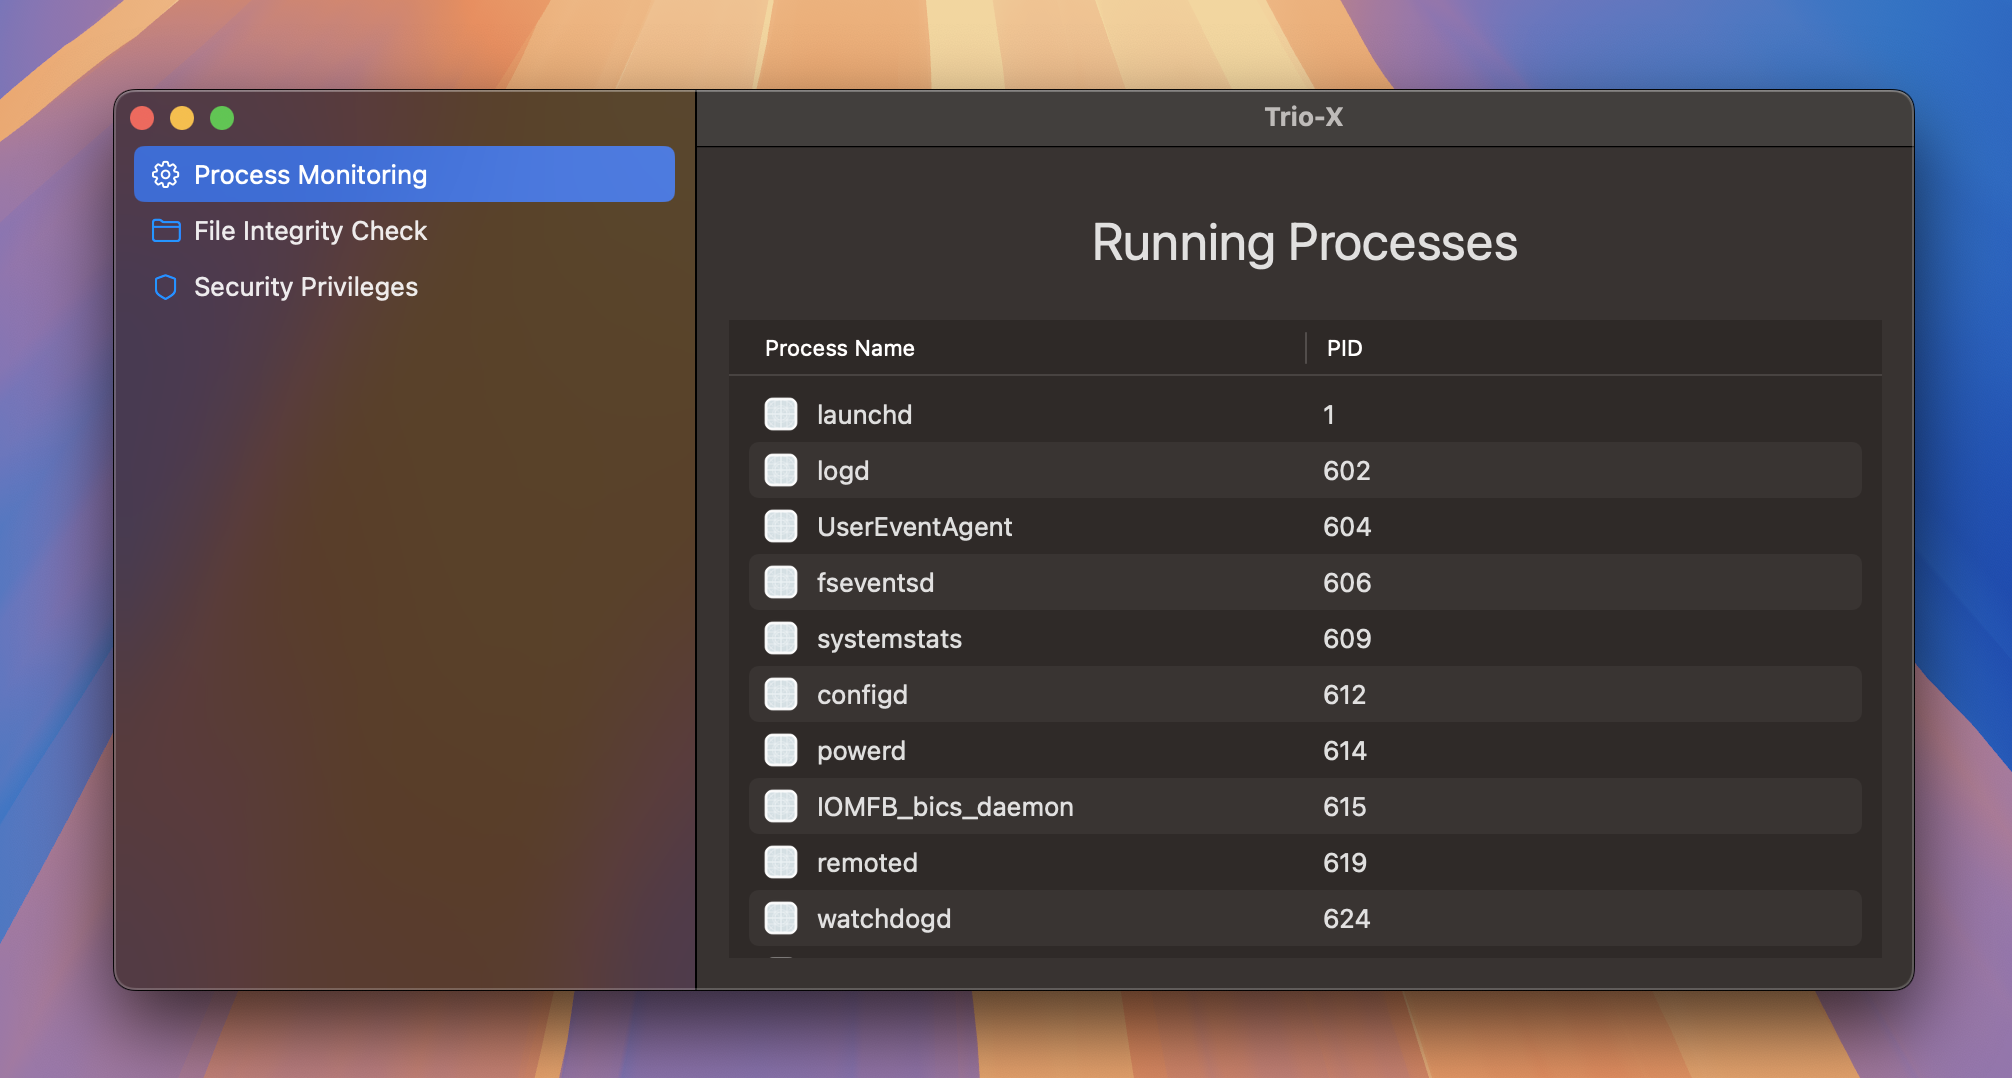 Trio-X
Process Monitoring
File Integrity Check
Security Privileges
Running Processes
Process Name PID
launchd 1
logd 602
UserEventAgent 604
fseventsd 606
systemstats 609
configd 612
powerd 614
IOMFB_bics_daemon 615
remoted 619
watchdogd 624